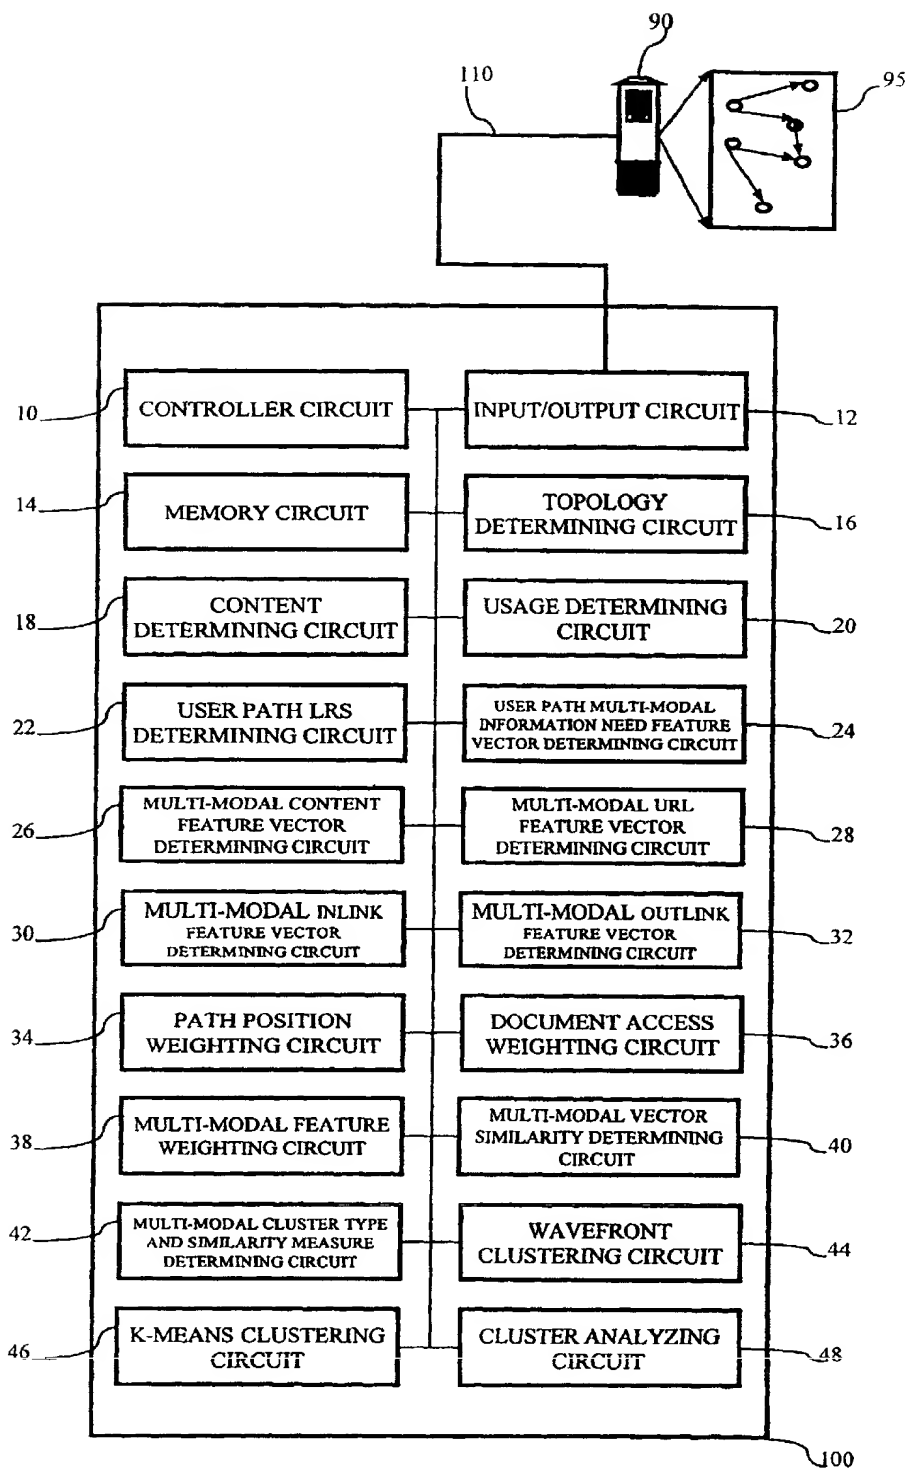 90
110
95
10
CONTROLLER CIRCUIT
INPUT/OUTPUT CIRCUIT
12
14
MEMORY CIRCUIT
TOPOLOGY
DETERMINING CIRCUIT
16
18
CONTENT
DETERMINING CIRCUIT
USAGE DETERMINING
CIRCUIT
20
22
USER PATH LRS
DETERMINING CIRCUIT
USER PATH MULTI-MODAL
INFORMATION NEED FEATURE
VECTOR DETERMINING CIRCUIT
24
26
MULTI-MODAL CONTENT
FEATURE VECTOR
DETERMINING CIRCUIT
MULTI-MODAL URL
FEATURE VECTOR
DETERMINING CIRCUIT
28
30
MULTI-MODAL INLINK
FEATURE VECTOR
DETERMINING CIRCUIT
MULTI-MODAL OUTLINK
FEATURE VECTOR
DETERMINING CIRCUIT
32
34
PATH POSITION
WEIGHTING CIRCUIT
DOCUMENT ACCESS
WEIGHTING CIRCUIT
36
38
MULTI-MODAL FEATURE
WEIGHTING CIRCUIT
MULTI-MODAL VECTOR
SIMILARITY DETERMINING
CIRCUIT
40
42
MULTI-MODAL CLUSTER TYPE
AND SIMILARITY MEASURE
DETERMINING CIRCUIT
WAVEFRONT
CLUSTERING CIRCUIT
44
46
K-MEANS CLUSTERING
CIRCUIT
CLUSTER ANALYZING
CIRCUIT
48
100